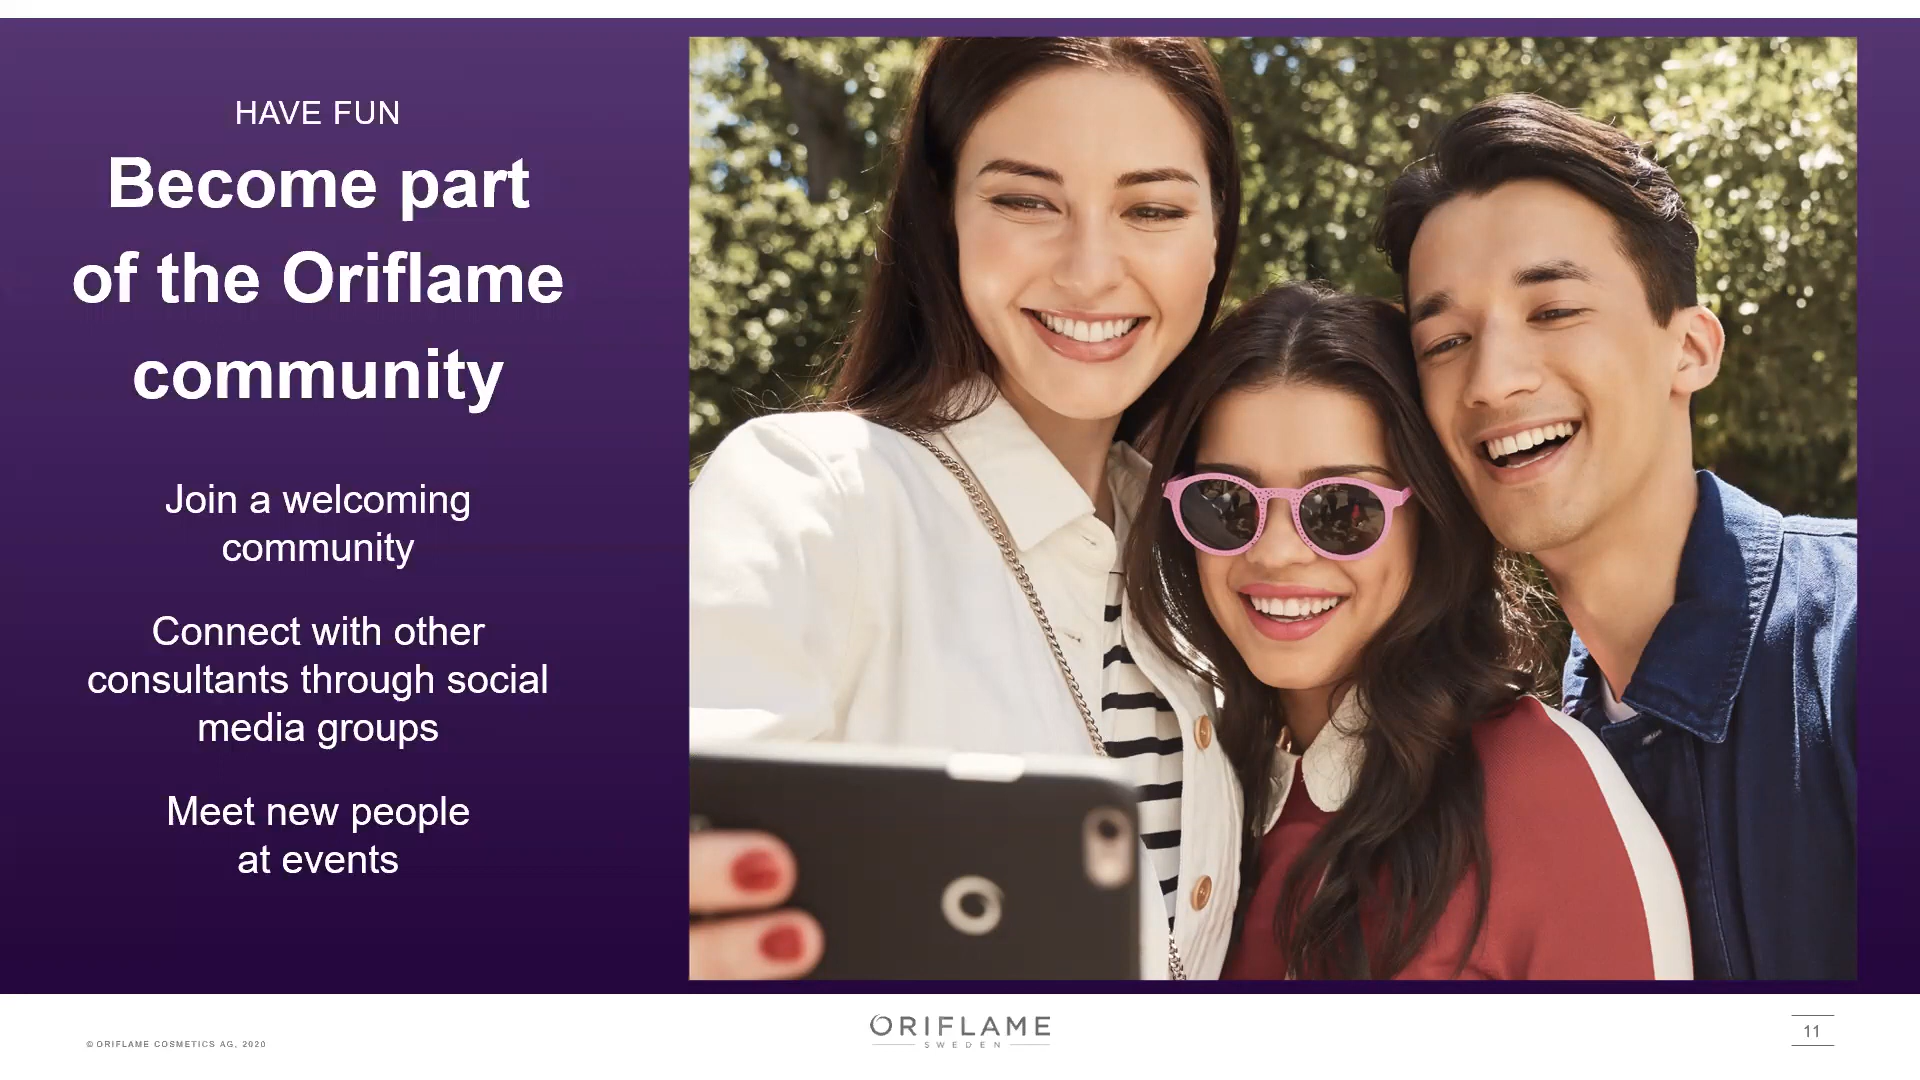 HAVE FUN
Become part
of the Oriflame
community
Join a welcoming
community
Connect with other
consultants through social
media groups
Meet new people
at events
© ORIFLAME COSMETICS AG, 2020
ORIFLAME
SWEDEN
11